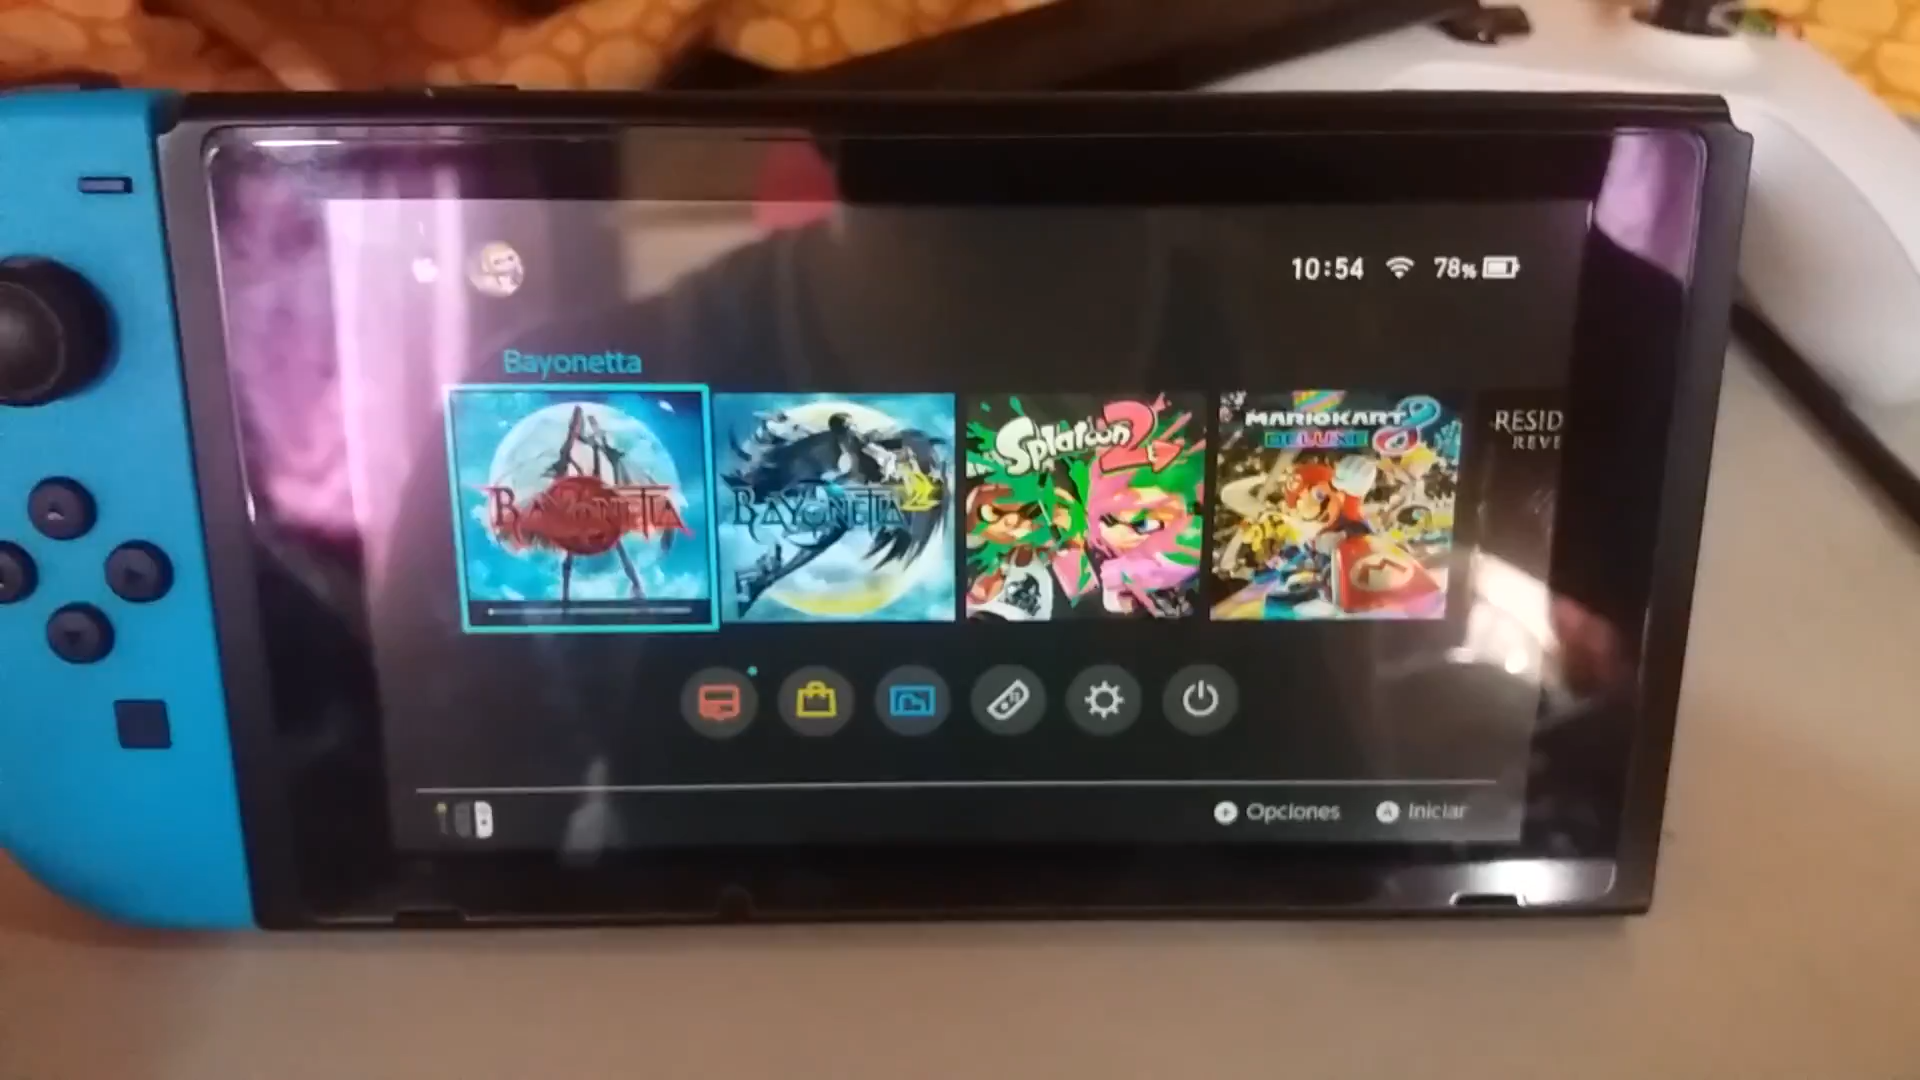 10:54 78%
Bayonetta
BAYONETTA
BAYONETTA 2
Splatoon 2
MARIOKART 8
DELUXE
RESID
REVE
M
Opciones
A Iniciar